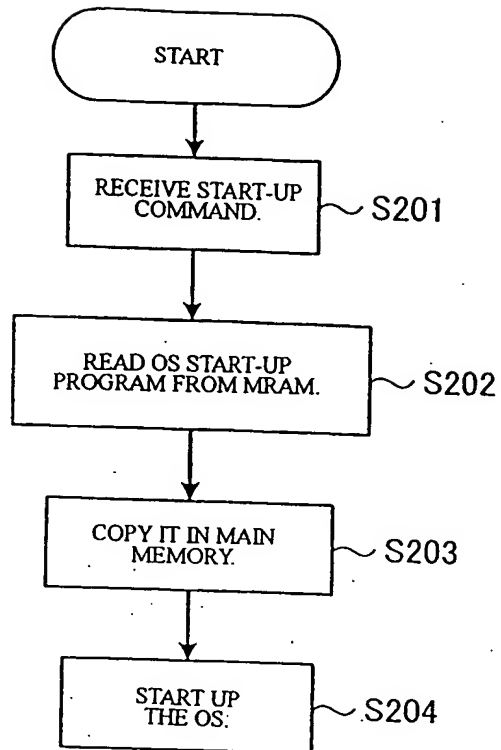 START
RECEIVE START-UP
COMMAND.
S201
READ OS START-UP
PROGRAM FROM MRAM.
S202
COPY IT IN MAIN
MEMORY.
S203
START UP
THE OS.
S204